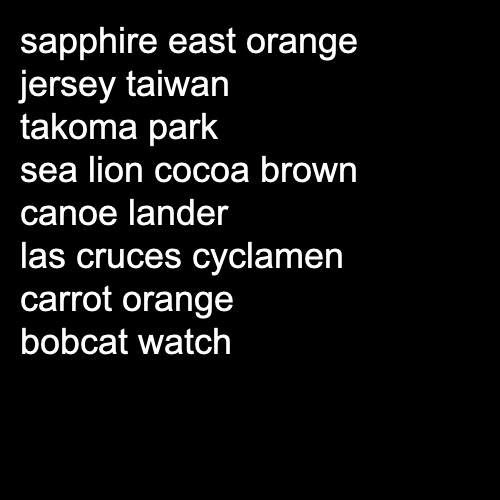 sapphire east orange
jersey taiwan
takoma park
sea lion cocoa brown
canoe lander
las cruces cyclamen
carrot orange
bobcat watch